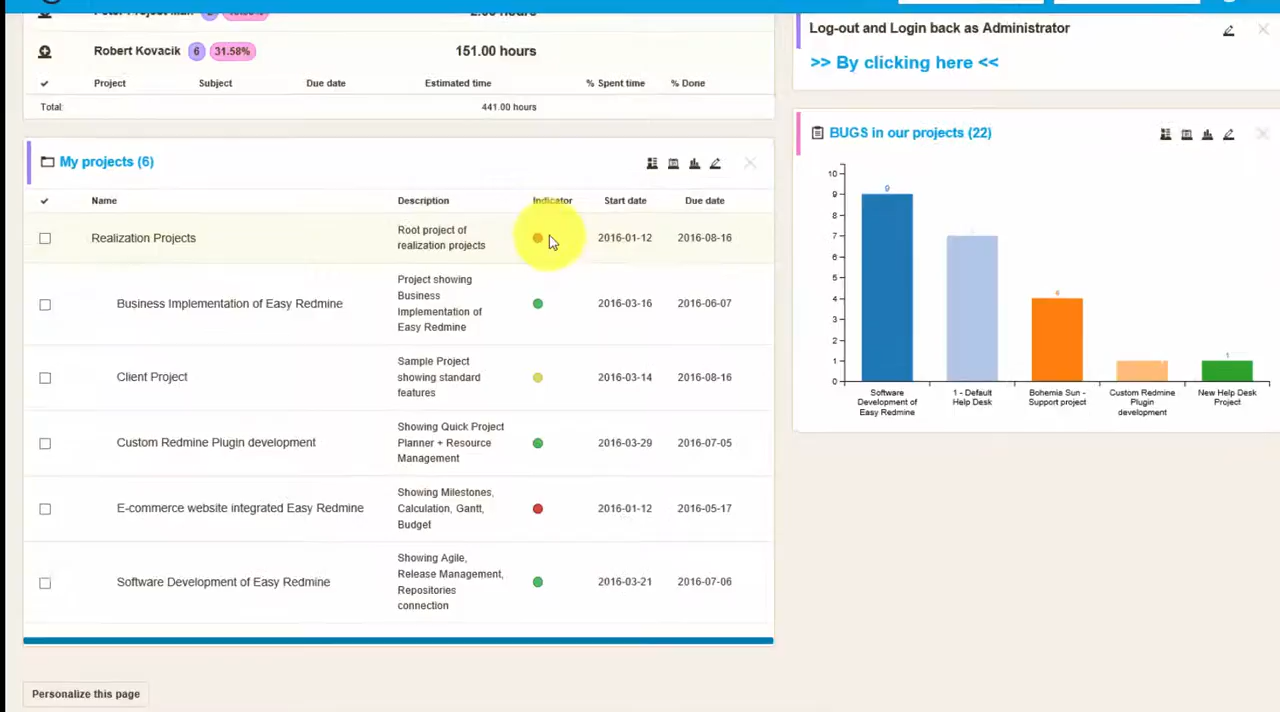 Robert Kovacik 6 31.58% 151.00 hours
Project Subject Due date Estimated time % Spent time % Done
Total: 441.00 hours
My projects (6)
Name Description Indicator Start date Due date
Realization Projects
Root project of
realization projects
2016-01-12 2016-08-16
Business Implementation of Easy Redmine
Project showing
Business
Implementation of
Easy Redmine
2016-03-16 2016-06-07
Client Project
Sample Project
showing standard
features
2016-03-14 2016-08-16
Custom Redmine Plugin development
Showing Quick Project
Planner + Resource
Management
2016-03-29 2016-07-05
E-commerce website integrated Easy Redmine
Showing Milestones,
Calculation, Gantt,
Budget
2016-01-12 2016-05-17
Software Development of Easy Redmine
Showing Agile,
Release Management,
Repositories
connection
2016-03-21 2016-07-06
Personalize this page
Log-out and Login back as Administrator
>> By clicking here <<
BUGS in our projects (22)
10
9
8
7
6
5
4
3
2
1
0
9
4
1
Software
Development of
Easy Redmine
1 - Default
Help Desk
Bohemia Sun -
Support project
Custom Redmine
Plugin
development
New Help Desk
Project